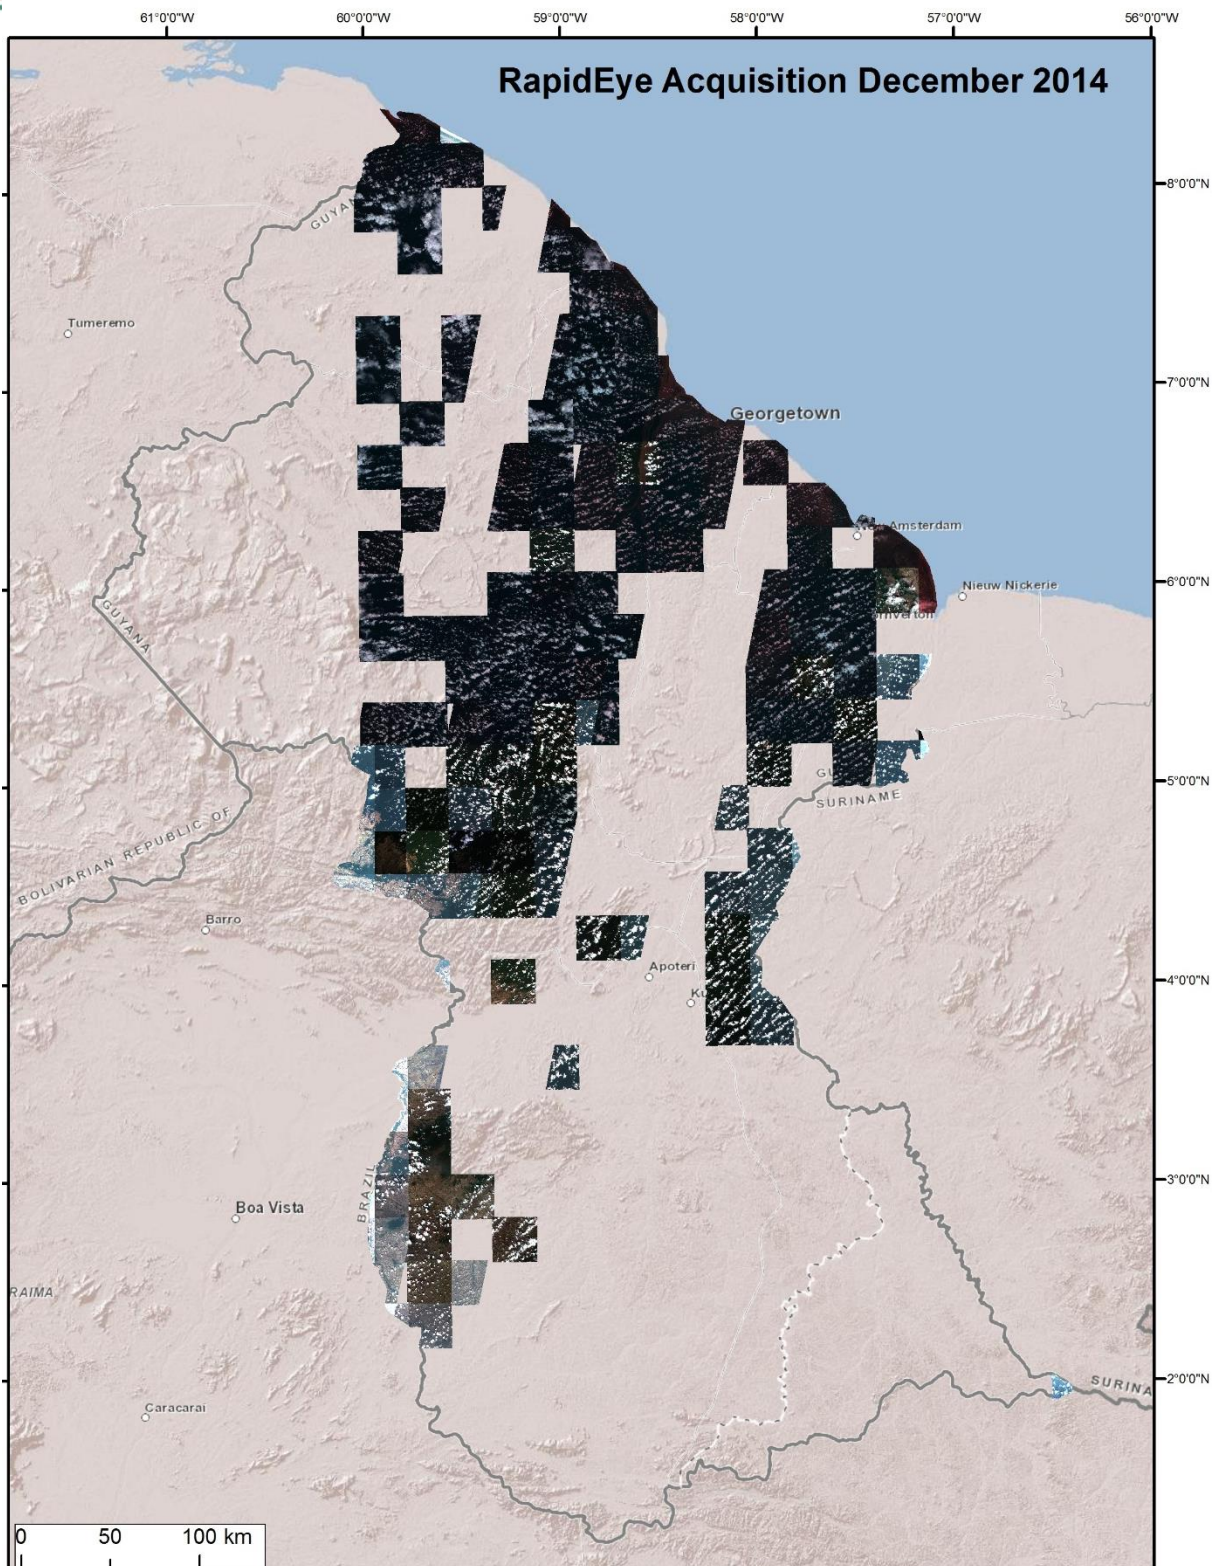 61°0'0"W 60°0'0"W 59°0'0"W 58°0'0"W 57°0'0"W 56°0'0"W
RapidEye Acquisition December 2014
8°0'0"N
GUYAN
Tumeremo
7°0'0"N
Georgetown
Amsterdam
6°0'0"N
Nieuw Nickerie
GUYANA
5°0'0"N
GU
SURINAME
BOLIVARIAN REPUBLIC OF
Barro
Apoteri
4°0'0"N
Ku
3°0'0"N
BRAZIL
Boa Vista
RAIMA
2°0'0"N
SURINA
Caracarai
0 50 100 km